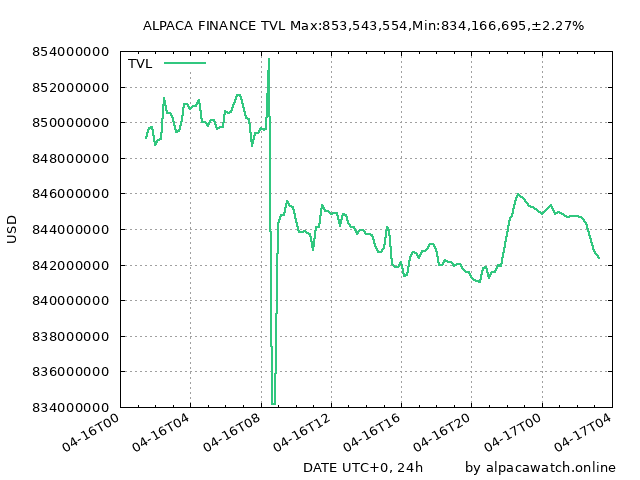 ALPACA FINANCE TVL Max:853,543,554,Min:834,166,695,±2.27%
854000000
TVL
852000000
850000000
848000000
846000000
844000000
842000000
840000000
838000000
836000000
834000000
USD
04-16T00
04-16T04
04-16T08
04-16T12
04-16T16
04-16T20
04-17T00
04-17T04
DATE UTC+0, 24h
by alpacawatch.online